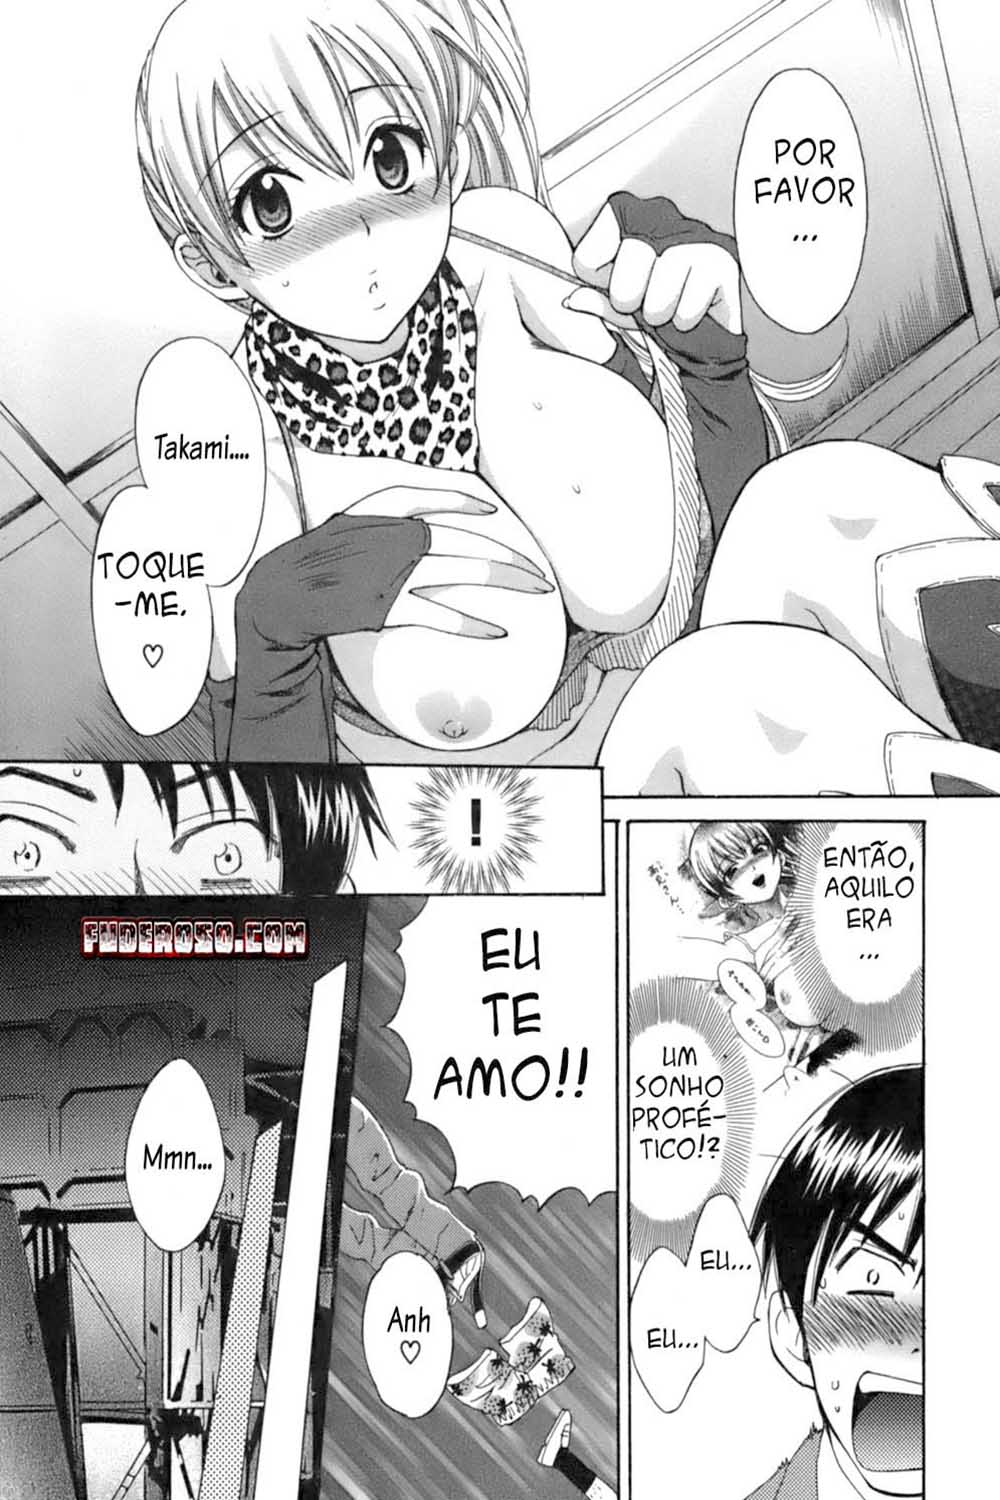 POR
FAVOR
...
Takami....
TOQUE
-ME.
♡
!
ENTÃO,
AQUILO
ERA
...
UM
SONHO
PROFÉ-
TICO!?
EU...
EU...
EU
TE
AMO!!
FUDEROSO.COM
Anh
♡
Mmn...